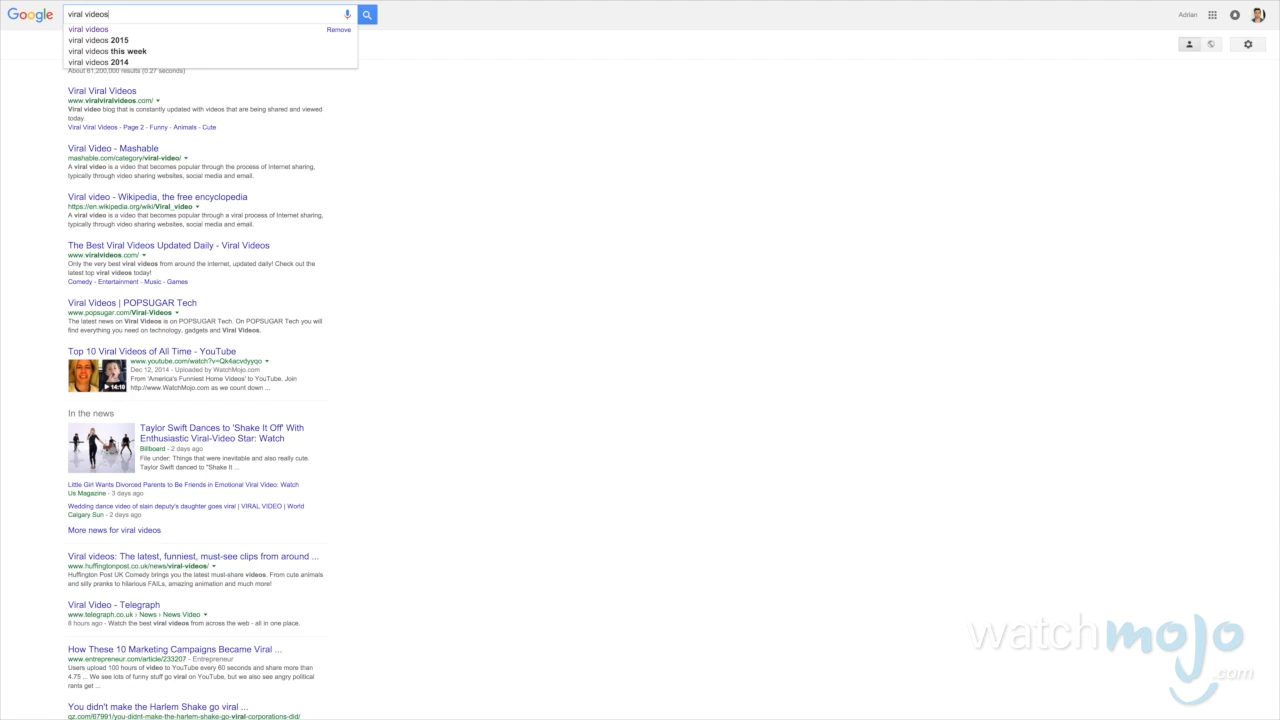 Google
viral videos
Adrian
viral videos
Remove
viral videos 2015
viral videos this week
viral videos 2014
About 61,200,000 results (0.27 seconds)
Viral Viral Videos
www.viralviralvideos.com/
Viral video blog that is constantly updated with videos that are being shared and viewed
today.
Viral Viral Videos - Page 2 - Funny - Animals - Cute
Viral Video - Mashable
mashable.com/category/viral-video/
A viral video is a video that becomes popular through the process of Internet sharing,
typically through video sharing websites, social media and email.
Viral video - Wikipedia, the free encyclopedia
https://en.wikipedia.org/wiki/Viral_video
A viral video is a video that becomes popular through a viral process of Internet sharing,
typically through video sharing websites, social media and email.
The Best Viral Videos Updated Daily - Viral Videos
www.viralvideos.com/
Only the very best viral videos from around the internet, updated daily! Check out the
latest top viral videos today!
Comedy - Entertainment - Music - Games
Viral Videos | POPSUGAR Tech
www.popsugar.com/Viral-Videos
The latest news on Viral Videos is on POPSUGAR Tech. On POPSUGAR Tech you will
find everything you need on technology, gadgets and Viral Videos.
Top 10 Viral Videos of All Time - YouTube
www.youtube.com/watch?v=Qk4acvdyyqo
Dec 12, 2014 - Uploaded by WatchMojo.com
From 'America's Funniest Home Videos' to YouTube. Join
14:10
http://www.WatchMojo.com as we count down ...
In the news
Taylor Swift Dances to 'Shake It Off' With
Enthusiastic Viral-Video Star: Watch
Billboard - 2 days ago
File under: Things that were inevitable and also really cute.
Taylor Swift danced to "Shake It ...
Little Girl Wants Divorced Parents to Be Friends in Emotional Viral Video: Watch
Us Magazine - 3 days ago
Wedding dance video of slain deputy's daughter goes viral | VIRAL VIDEO | World
Calgary Sun - 2 days ago
More news for viral videos
Viral videos: The latest, funniest, must-see clips from around ...
www.huffingtonpost.co.uk/news/viral-videos/
Huffington Post UK Comedy brings you the latest must-share videos. From cute animals
and silly pranks to hilarious FAILs, amazing animation and much more!
Viral Video - Telegraph
www.telegraph.co.uk › News › News Video
8 hours ago - Watch the best viral videos from across the web - all in one place.
How These 10 Marketing Campaigns Became Viral ...
www.entrepreneur.com/article/233207 - Entrepreneur
Users upload 100 hours of video to YouTube every 60 seconds and share more than
4.75 ... We see lots of funny stuff go viral on YouTube, but we also see angry political
rants get ...
You didn't make the Harlem Shake go viral ...
qz.com/67991/you-didnt-make-the-harlem-shake-go-viral-corporations-did/
watchmojo
.com